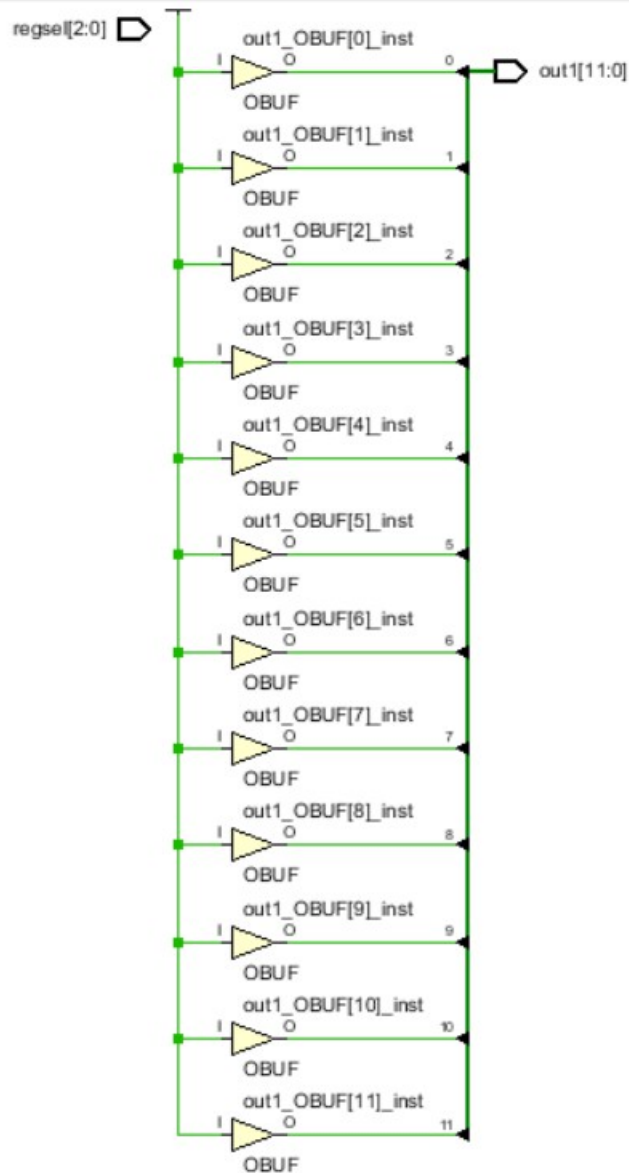 regsel[2:0]
out1_OBUF[0]_inst
I O 0
out1[11:0]
OBUF
out1_OBUF[1]_inst
I O 1
OBUF
out1_OBUF[2]_inst
I O 2
OBUF
out1_OBUF[3]_inst
I O 3
OBUF
out1_OBUF[4]_inst
I O 4
OBUF
out1_OBUF[5]_inst
I O 5
OBUF
out1_OBUF[6]_inst
I O 6
OBUF
out1_OBUF[7]_inst
I O 7
OBUF
out1_OBUF[8]_inst
I O 8
OBUF
out1_OBUF[9]_inst
I O 9
OBUF
out1_OBUF[10]_inst
I O 10
OBUF
out1_OBUF[11]_inst
I O 11
OBUF